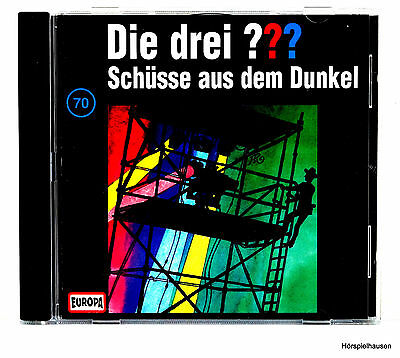 Die drei ???
Schüsse aus dem Dunkel
70
EUROPA
Hörspielhausen